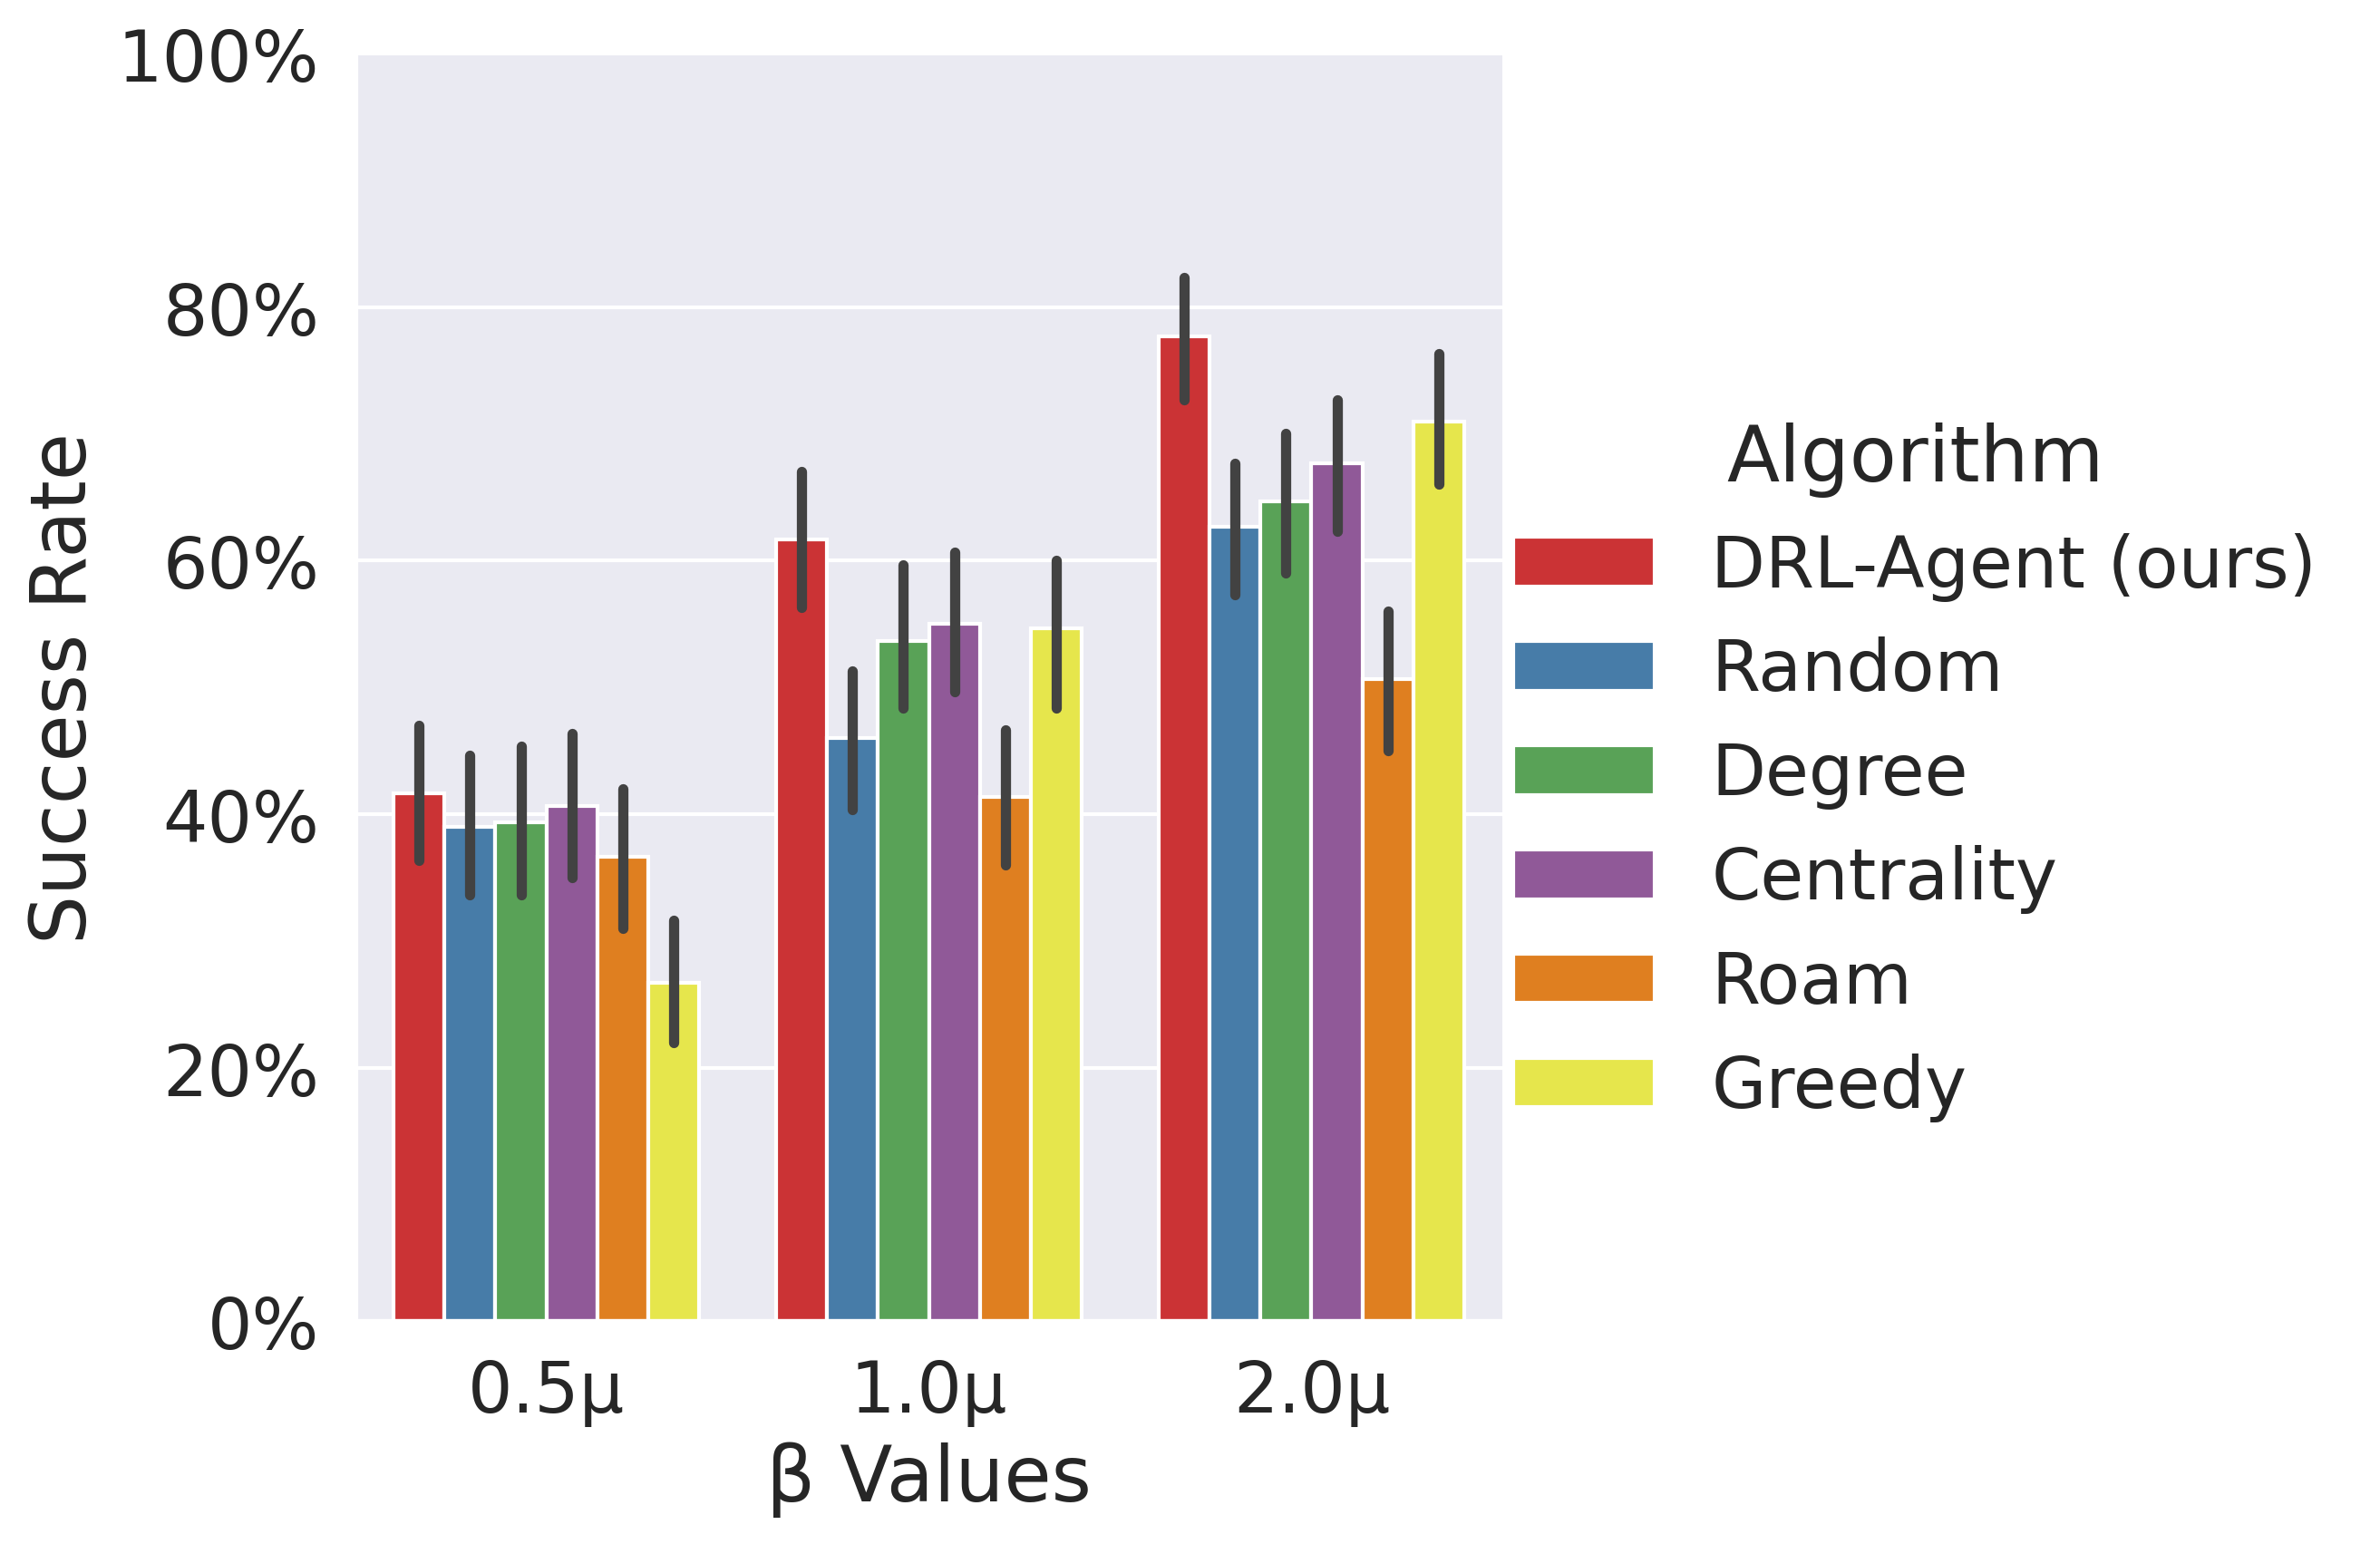 100%
80%
60%
40%
20%
0%
Success Rate
0.5µ
1.0µ
2.0µ
β Values
Algorithm
DRL-Agent (ours)
Random
Degree
Centrality
Roam
Greedy